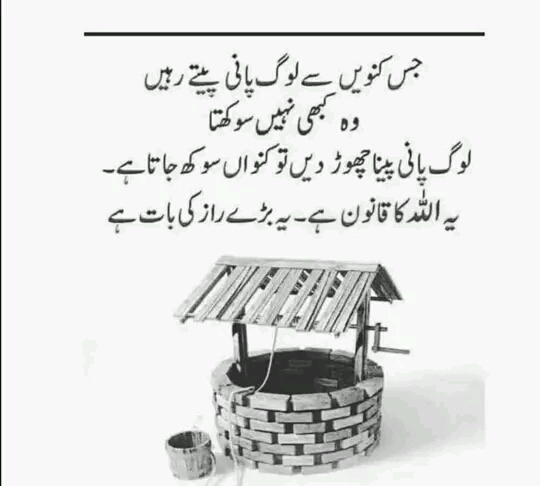 جس کنویں سے لوگ پانی پیتے رہیں
وہ کبھی نہیں سوکھتا
لوگ پانی پینا چھوڑ دیں تو کنواں سوکھ جاتا ہے۔
یہ اللہ کا قانون ہے۔ یہ بڑے راز کی بات ہے